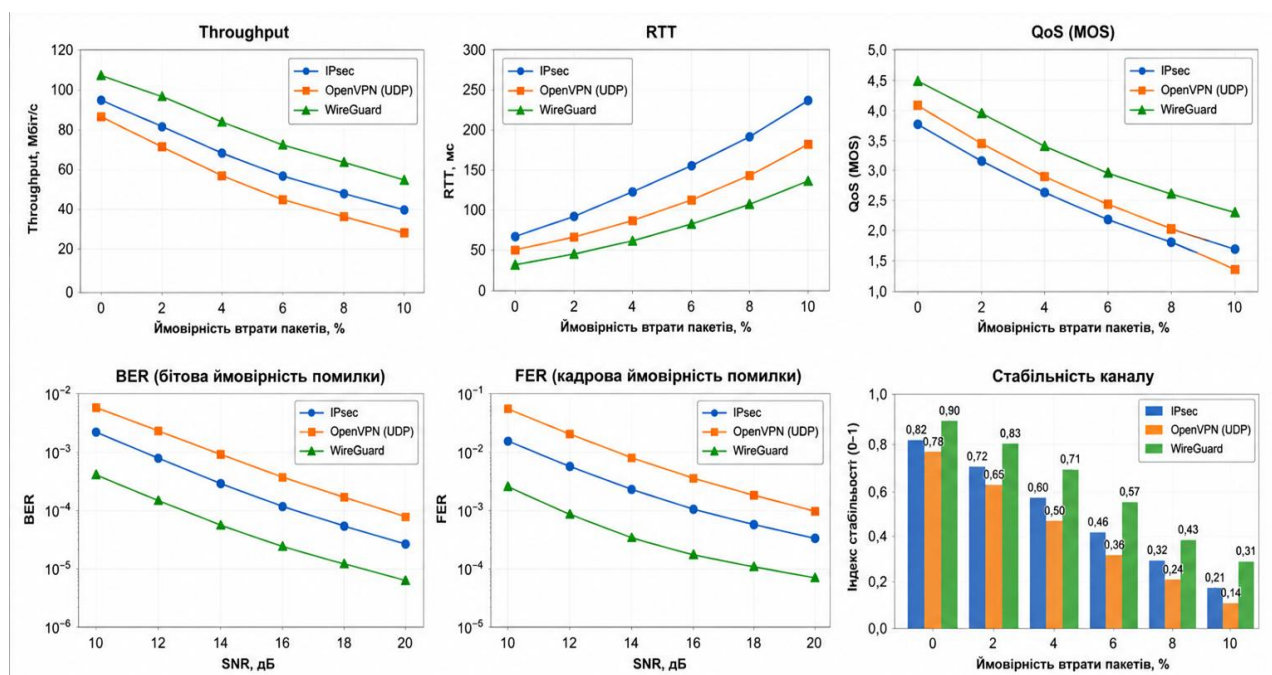 Throughput
RTT
QoS (MOS)
120
100
80
60
40
20
0
Throughput, Мбіт/с
IPsec
OpenVPN (UDP)
WireGuard
0 2 4 6 8 10
Ймовірність втрати пакетів, %
300
250
200
150
100
50
0
RTT, мс
IPsec
OpenVPN (UDP)
WireGuard
0 2 4 6 8 10
Ймовірність втрати пакетів, %
5,0
4,5
4,0
3,5
3,0
2,5
2,0
1,5
1,0
QoS (MOS)
IPsec
OpenVPN (UDP)
WireGuard
0 2 4 6 8 10
Ймовірність втрати пакетів, %
BER (бітова ймовірність помилки)
FER (кадрова ймовірність помилки)
Стабільність каналу
10⁻²
10⁻³
10⁻⁴
10⁻⁵
10⁻⁶
BER
IPsec
OpenVPN (UDP)
WireGuard
10 12 14 16 18 20
SNR, дБ
10⁻¹
10⁻²
10⁻³
10⁻⁴
10⁻⁵
FER
IPsec
OpenVPN (UDP)
WireGuard
10 12 14 16 18 20
SNR, дБ
1,0
0,8
0,6
0,4
0,2
0,0
IPsec
OpenVPN (UDP)
WireGuard
0,82 0,78 0,90
0,72 0,65 0,83
0,60 0,50 0,71
0,46 0,36 0,57
0,32 0,24 0,43
0,21 0,14 0,31
0 2 4 6 8 10
Ймовірність втрати пакетів, %